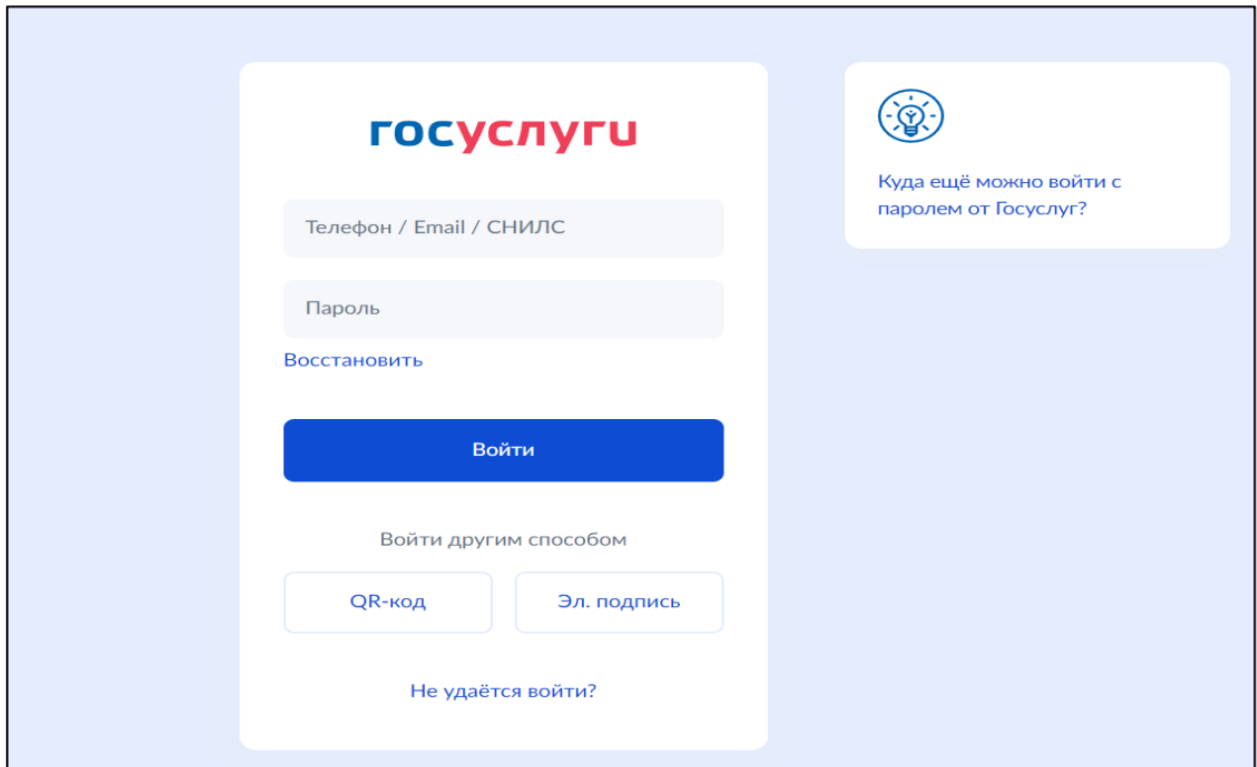 госуслуги
Телефон / Email / СНИЛС
Пароль
Восстановить
Войти
Войти другим способом
QR-код
Эл. подпись
Не удаётся войти?
Куда ещё можно войти с
паролем от Госуслуг?